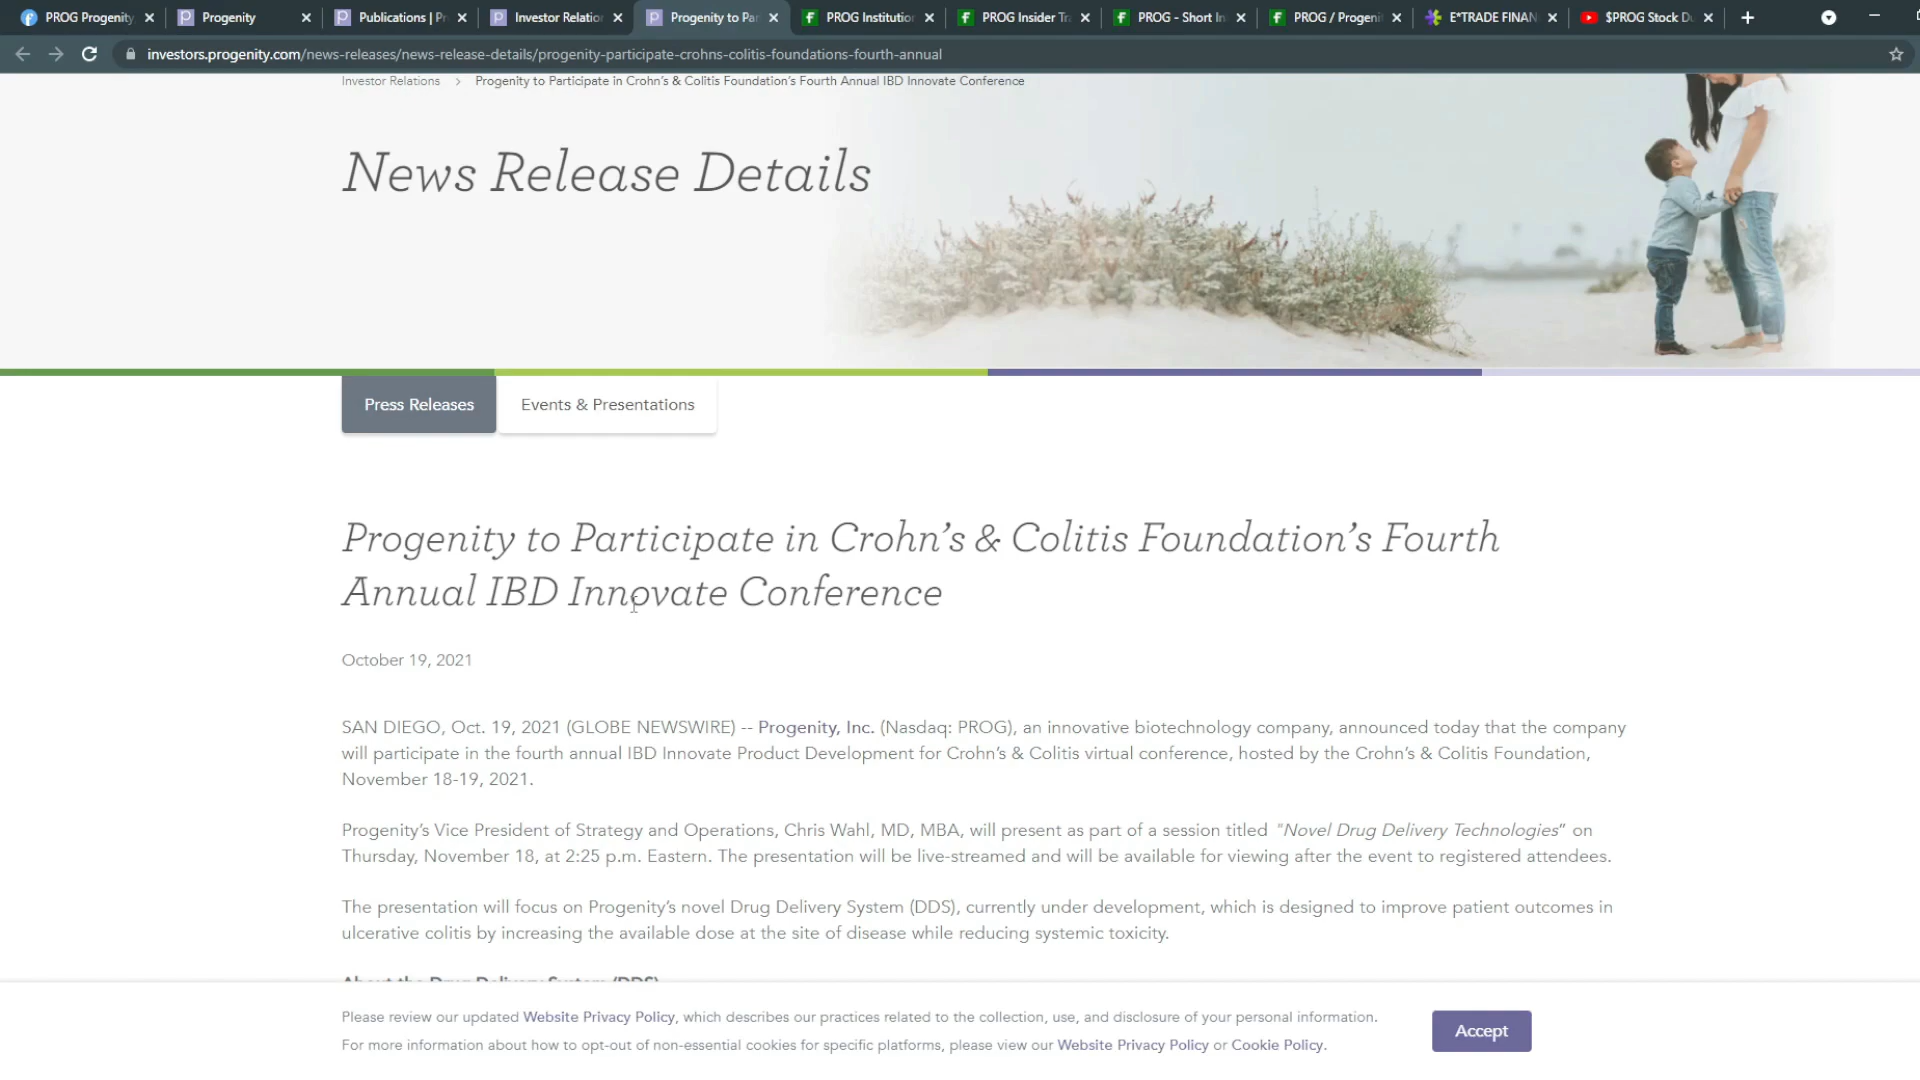 PROG Progenity
Progenity
Publications | Pr
Investor Relatio
Progenity to Par
PROG Institution
PROG Insider Tra
PROG - Short In
PROG / Progenit
E*TRADE FINAN
$PROG Stock Du
investors.progenity.com/news-releases/news-release-details/progenity-participate-crohns-colitis-foundations-fourth-annual
Investor Relations > Progenity to Participate in Crohn’s & Colitis Foundation’s Fourth Annual IBD Innovate Conference
News Release Details
Press Releases
Events & Presentations
Progenity to Participate in Crohn’s & Colitis Foundation’s Fourth
Annual IBD Innovate Conference
October 19, 2021
SAN DIEGO, Oct. 19, 2021 (GLOBE NEWSWIRE) -- Progenity, Inc. (Nasdaq: PROG), an innovative biotechnology company, announced today that the company
will participate in the fourth annual IBD Innovate Product Development for Crohn’s & Colitis virtual conference, hosted by the Crohn’s & Colitis Foundation,
November 18-19, 2021.
Progenity’s Vice President of Strategy and Operations, Chris Wahl, MD, MBA, will present as part of a session titled "Novel Drug Delivery Technologies” on
Thursday, November 18, at 2:25 p.m. Eastern. The presentation will be live-streamed and will be available for viewing after the event to registered attendees.
The presentation will focus on Progenity’s novel Drug Delivery System (DDS), currently under development, which is designed to improve patient outcomes in
ulcerative colitis by increasing the available dose at the site of disease while reducing systemic toxicity.
About the Drug Delivery System (DDS)
Please review our updated Website Privacy Policy, which describes our practices related to the collection, use, and disclosure of your personal information.
For more information about how to opt-out of non-essential cookies for specific platforms, please view our Website Privacy Policy or Cookie Policy.
Accept